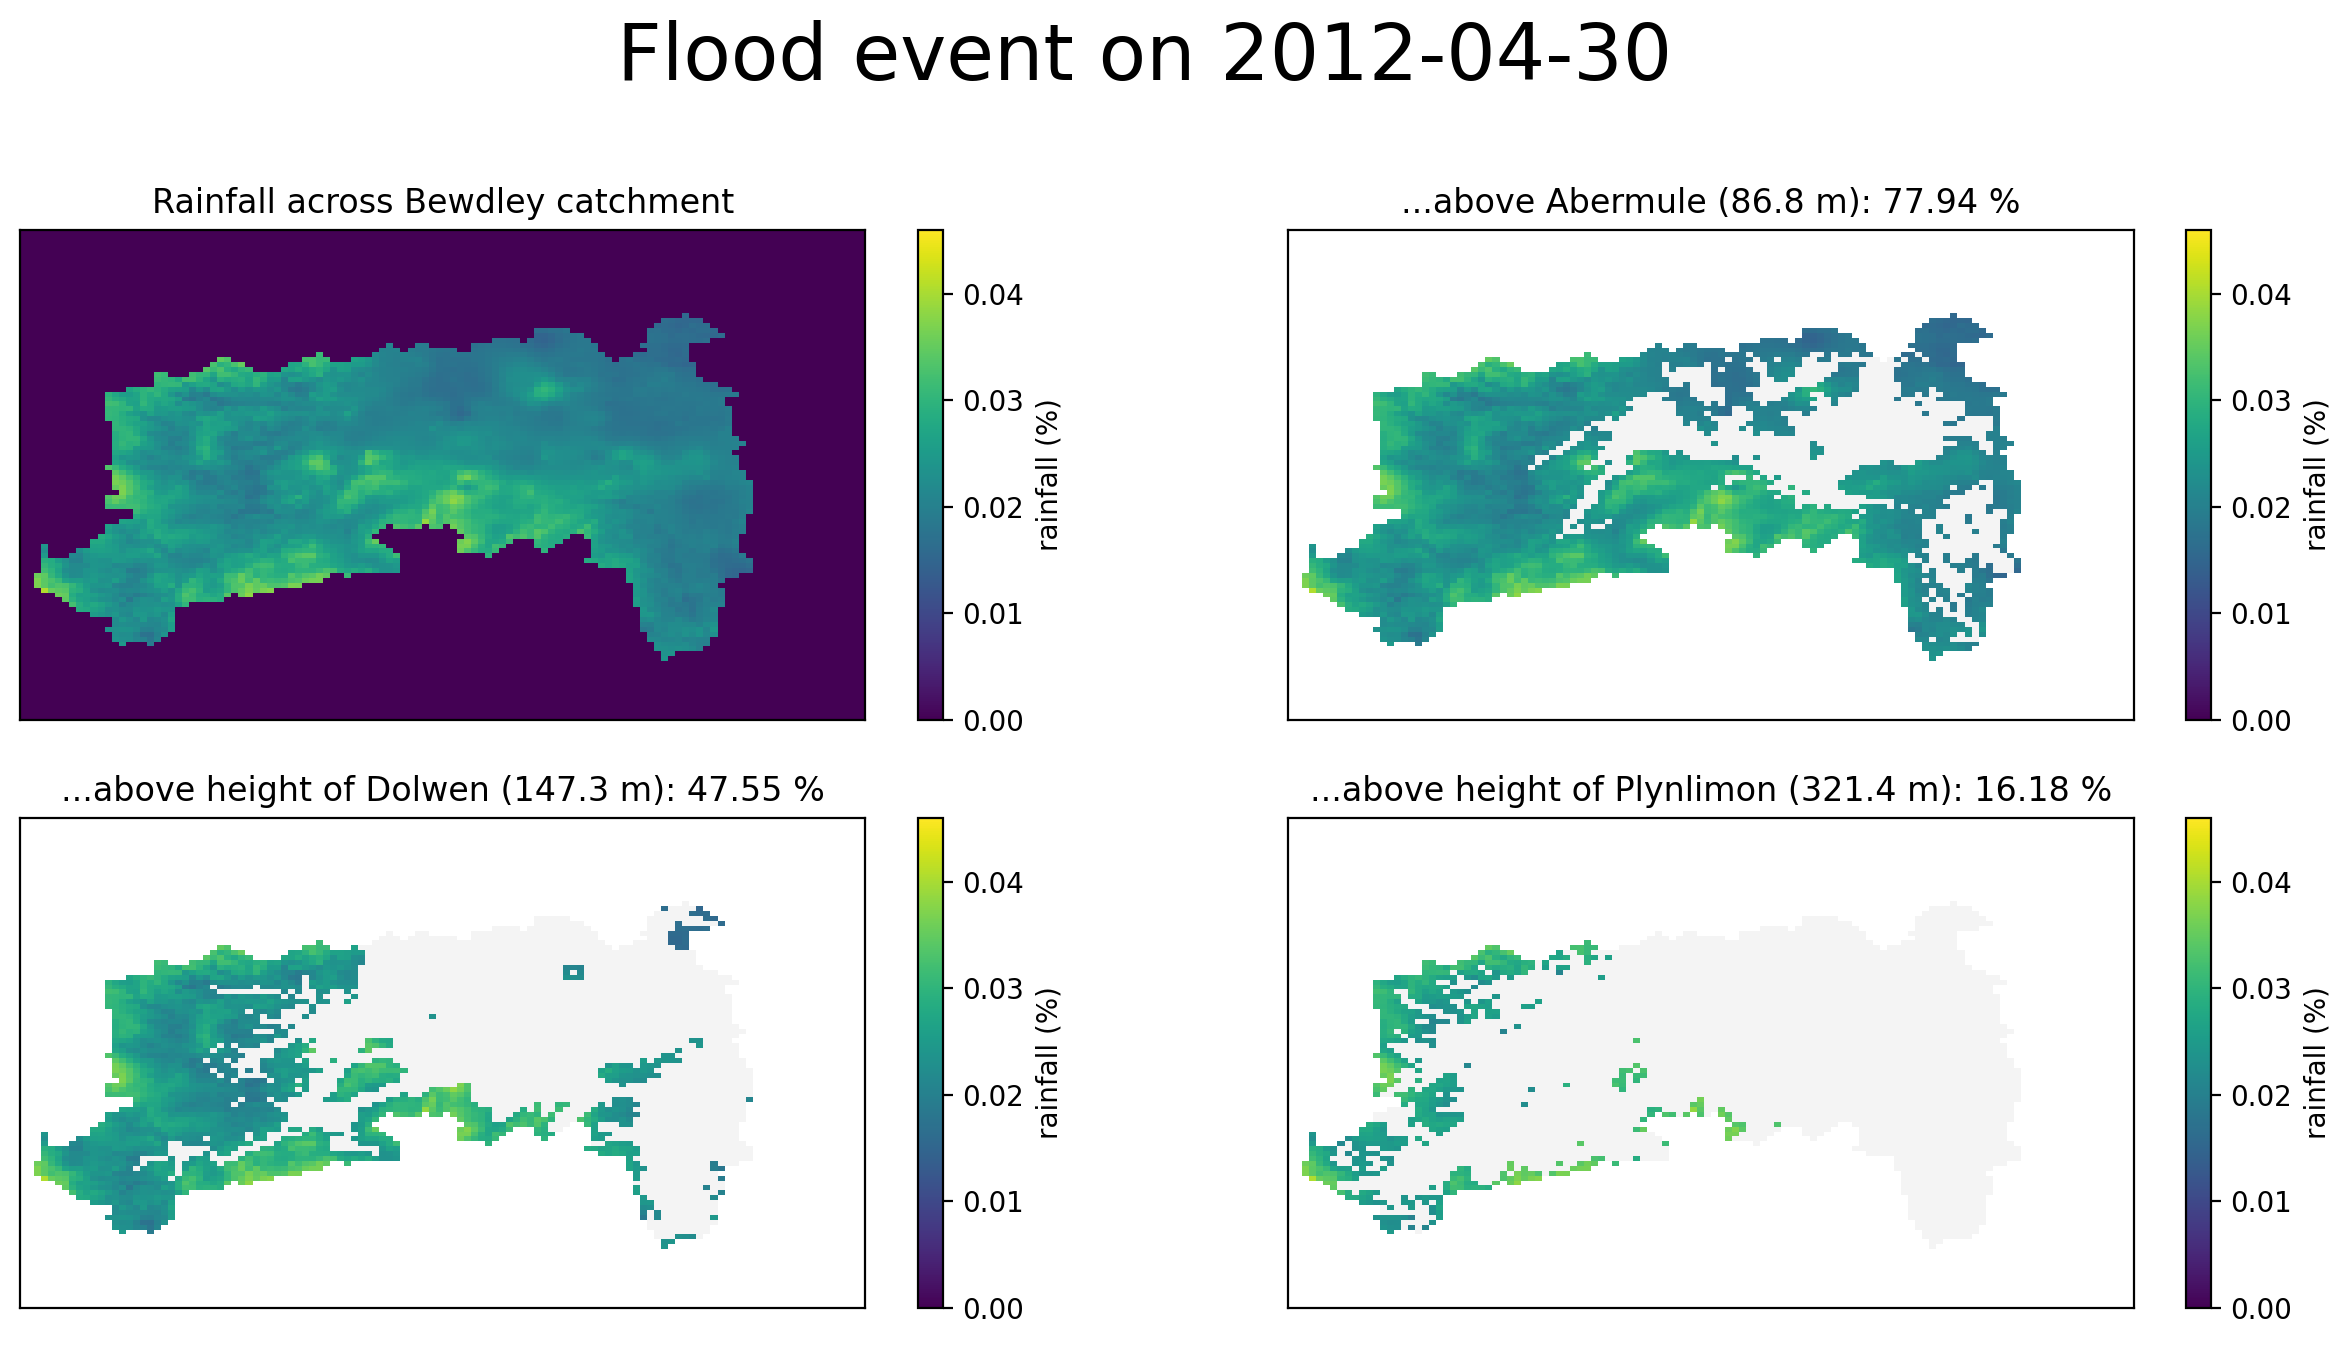 Flood event on 2012-04-30
Rainfall across Bewdley catchment
0.04
0.03
0.02
0.01
0.00
rainfall (%)
...above Abermule (86.8 m): 77.94 %
0.04
0.03
0.02
0.01
0.00
rainfall (%)
...above height of Dolwen (147.3 m): 47.55 %
0.04
0.03
0.02
0.01
0.00
rainfall (%)
...above height of Plynlimon (321.4 m): 16.18 %
0.04
0.03
0.02
0.01
0.00
rainfall (%)